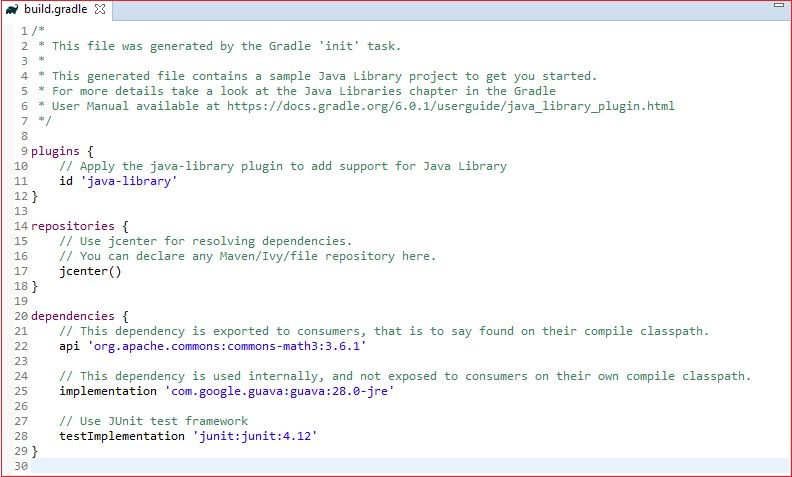 build.gradle
1 /*
2  * This file was generated by the Gradle 'init' task.
3  *
4  * This generated file contains a sample Java Library project to get you started.
5  * For more details take a look at the Java Libraries chapter in the Gradle
6  * User Manual available at https://docs.gradle.org/6.0.1/userguide/java_library_plugin.html
7  */
8
9 plugins {
10     // Apply the java-library plugin to add support for Java Library
11     id 'java-library'
12 }
13
14 repositories {
15     // Use jcenter for resolving dependencies.
16     // You can declare any Maven/Ivy/file repository here.
17     jcenter()
18 }
19
20 dependencies {
21     // This dependency is exported to consumers, that is to say found on their compile classpath.
22     api 'org.apache.commons:commons-math3:3.6.1'
23
24     // This dependency is used internally, and not exposed to consumers on their own compile classpath.
25     implementation 'com.google.guava:guava:28.0-jre'
26
27     // Use JUnit test framework
28     testImplementation 'junit:junit:4.12'
29 }
30